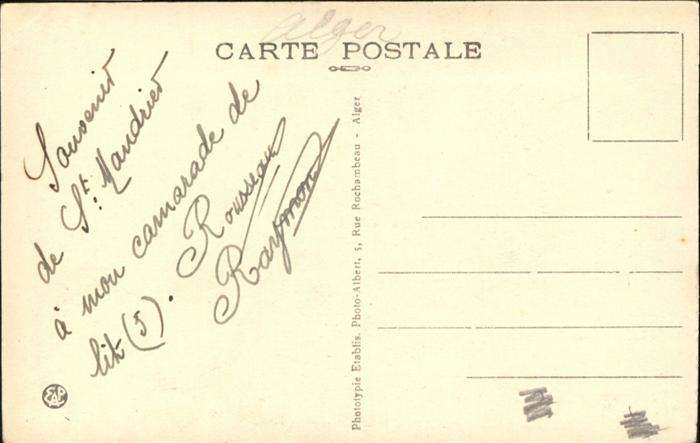 Alger
CARTE POSTALE
Souvenir
de St. Mandrier
à mon camarade de
lit (5). Rousseau
Raymond
Phototypie Etablis. Photo-Albert, 5, Rue Rochambeau - Alger